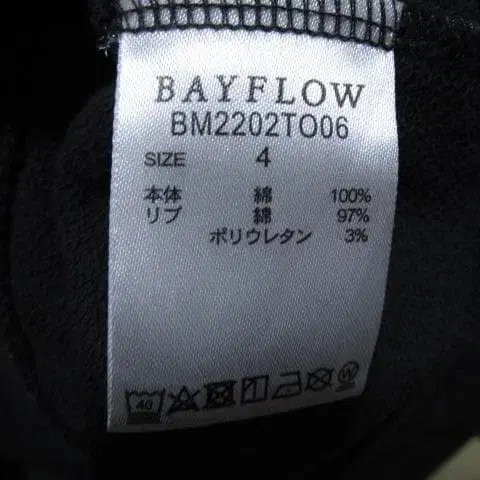 BAYFLOW
BM2202TO06
SIZE 4
本体 綿 100%
リブ 綿 97%
ポリウレタン 3%
40 W